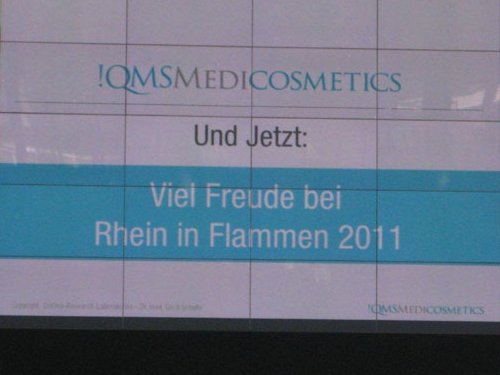 !QMSMEDICOSMETICS
Und Jetzt:
Viel Freude bei
Rhein in Flammen 2011
!QMSMEDICOSMETICS